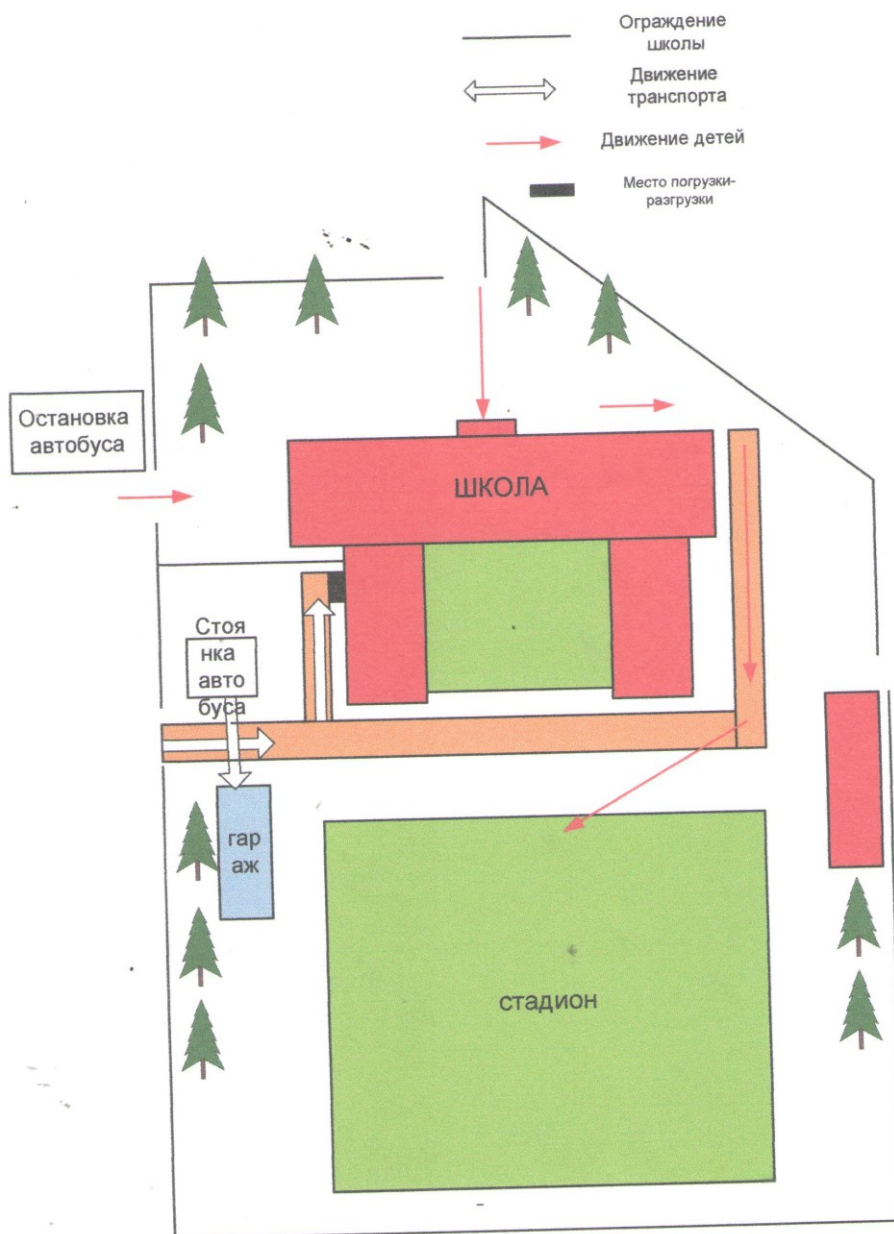 Ограждение
школы
Движение
транспорта
Движение детей
Место погрузки-
разгрузки
Остановка
автобуса
ШКОЛА
Стоя
нка
авто
буса
гар
аж
стадион